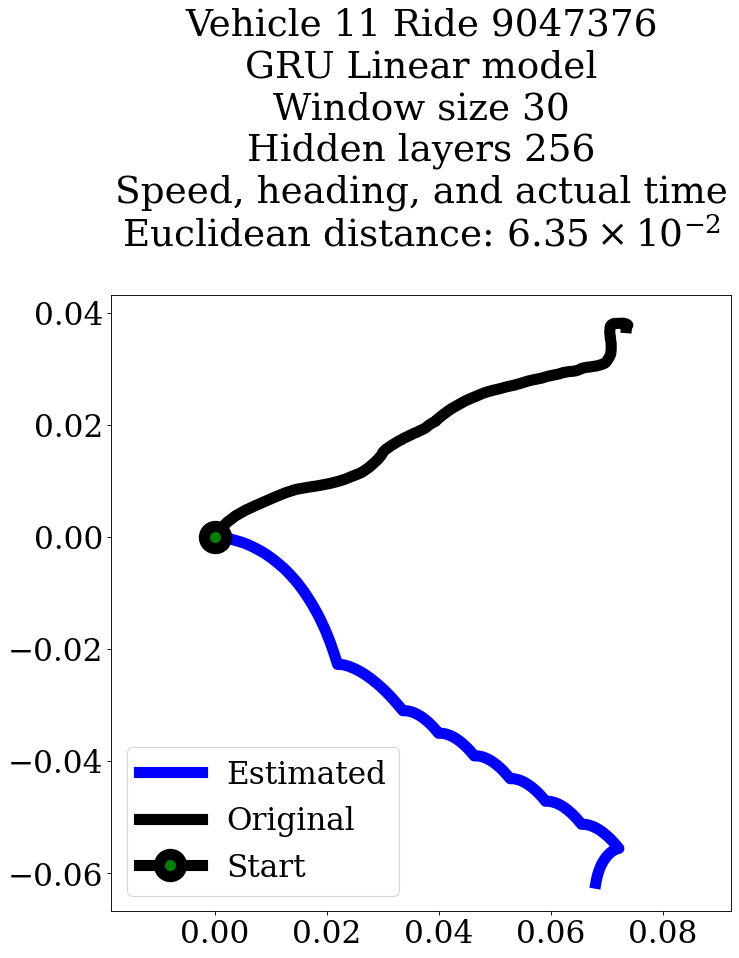 Vehicle 11 Ride 9047376
GRU Linear model
Window size 30
Hidden layers 256
Speed, heading, and actual time
Euclidean distance: 6.35 × 10⁻²
0.04
0.02
0.00
−0.02
−0.04
−0.06
Estimated
Original
Start
0.00 0.02 0.04 0.06 0.08